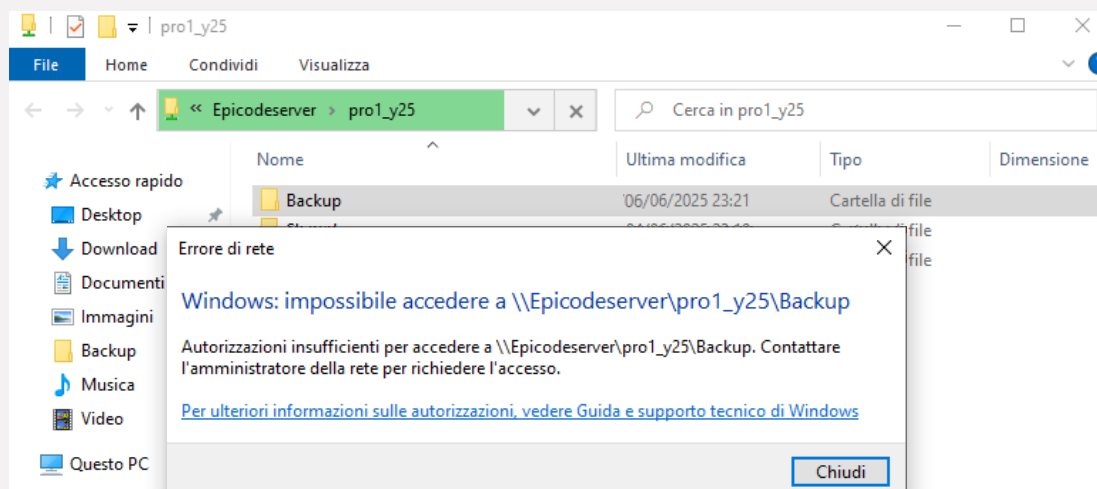 pro1_y25
File Home Condividi Visualizza
« Epicodeserver › pro1_y25
Cerca in pro1_y25
Nome Ultima modifica Tipo Dimensione
Accesso rapido
Backup 06/06/2025 23:21 Cartella di file
Desktop
file
Download
Errore di rete
file
Documenti
Windows: impossibile accedere a \\Epicodeserver\pro1_y25\Backup
Immagini
Autorizzazioni insufficienti per accedere a \\Epicodeserver\pro1_y25\Backup. Contattare
l'amministratore della rete per richiedere l'accesso.
Backup
Musica
Per ulteriori informazioni sulle autorizzazioni, vedere Guida e supporto tecnico di Windows
Video
Questo PC
Chiudi